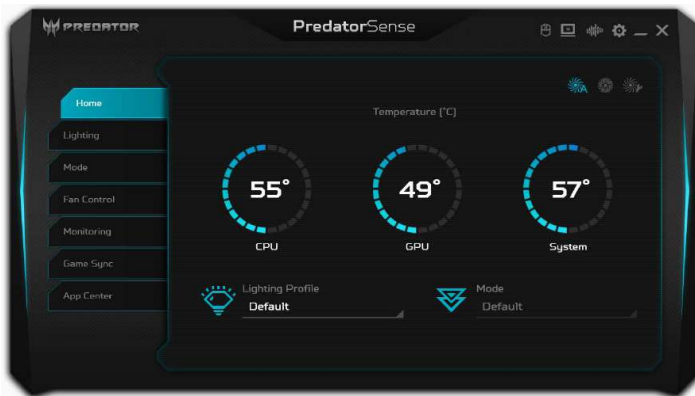 PREDATOR
PredatorSense
Home
Lighting
Mode
Fan Control
Monitoring
Game Sync
App Center
A
Temperature (°C)
55°
49°
57°
CPU
GPU
System
Lighting Profile
Default
Mode
Default